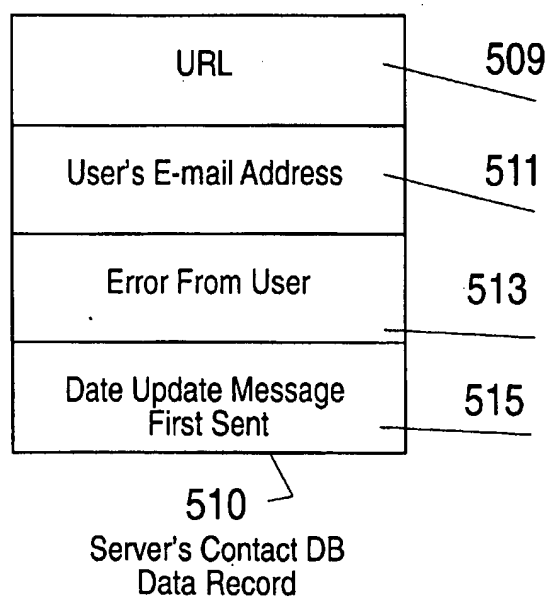 URL
509
User's E-mail Address
511
Error From User
513
Date Update Message
First Sent
515
510
Server's Contact DB
Data Record